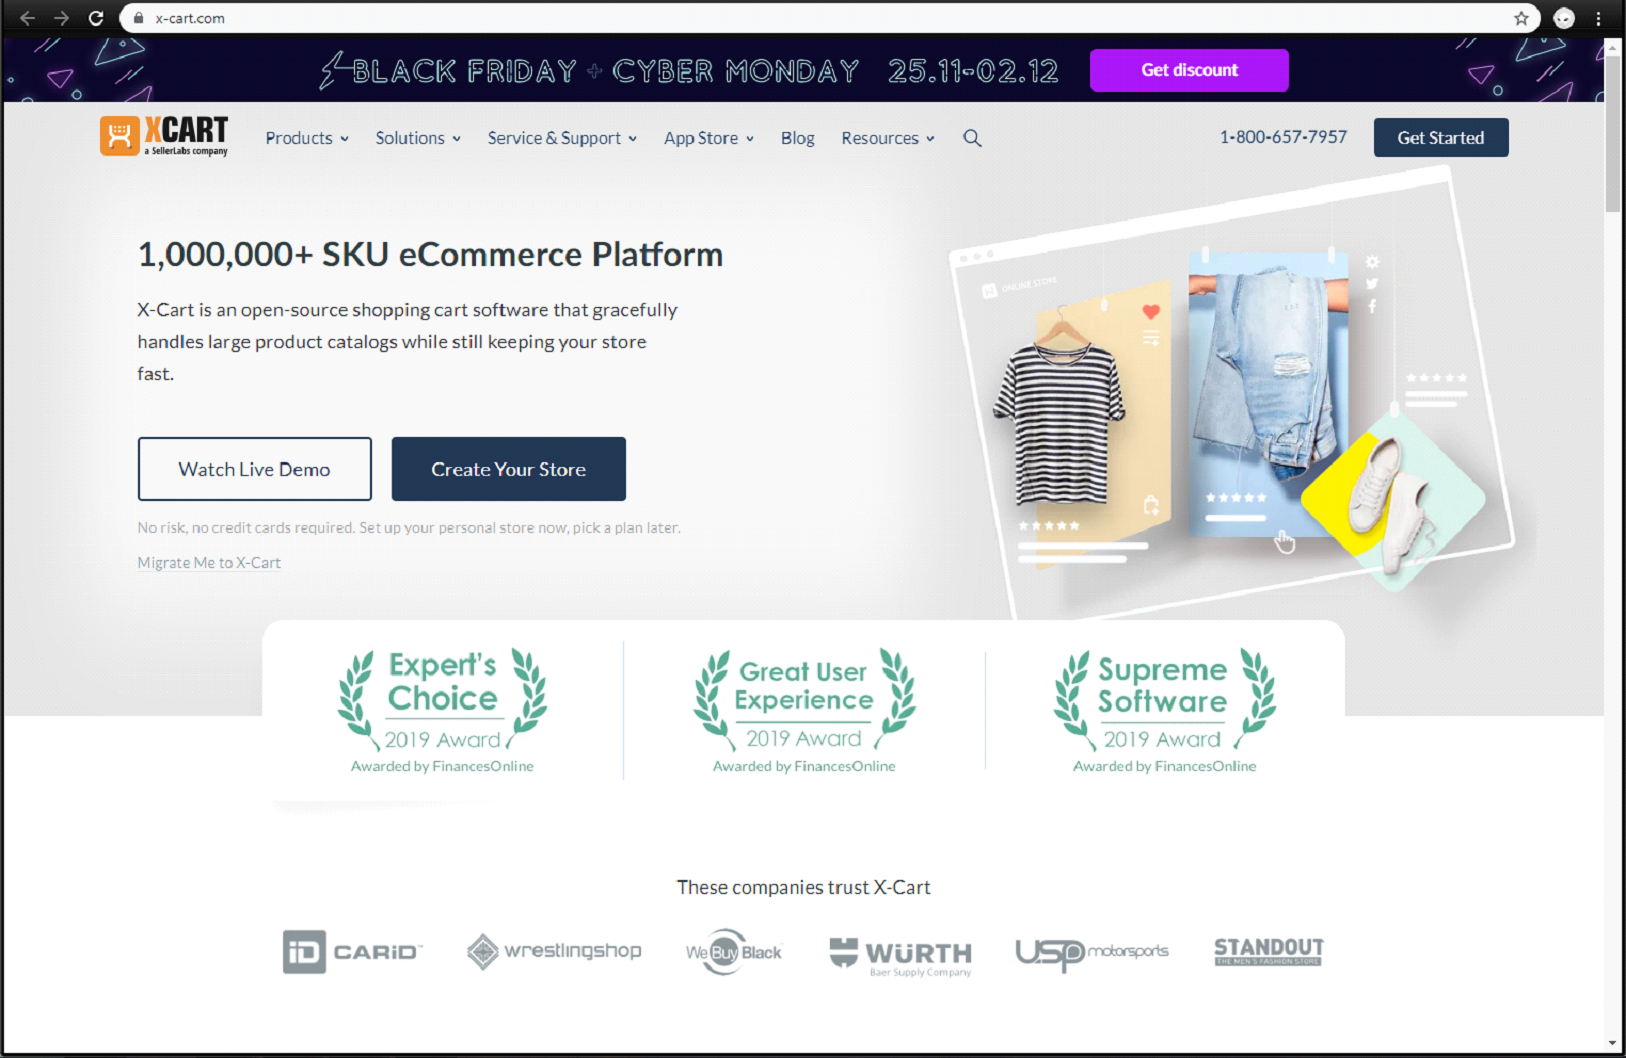 x-cart.com
BLACK FRIDAY + CYBER MONDAY 25.11-02.12
Get discount
XCART
a SellerLabs company
Products
Solutions
Service & Support
App Store
Blog
Resources
1-800-657-7957
Get Started
1,000,000+ SKU eCommerce Platform
X-Cart is an open-source shopping cart software that gracefully
handles large product catalogs while still keeping your store
fast.
Watch Live Demo
Create Your Store
No risk, no credit cards required. Set up your personal store now, pick a plan later.
Migrate Me to X-Cart
ONLINE STORE
Expert's
Choice
2019 Award
Awarded by FinancesOnline
Great User
Experience
2019 Award
Awarded by FinancesOnline
Supreme
Software
2019 Award
Awarded by FinancesOnline
These companies trust X-Cart
iD CARiD
wrestlingshop
We Buy Black
WÜRTH
Baer Supply Company
USP motorsports
STANDOUT
THE MEN'S FASHION STORE